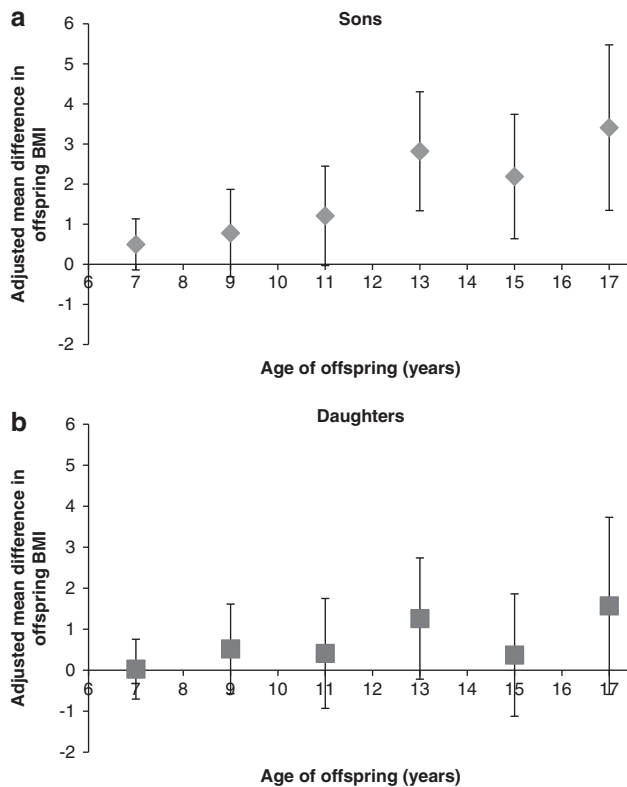 a
Sons
Adjusted mean difference in
offspring BMI
6
5
4
3
2
1
0
-1
-2
6 7 8 9 10 11 12 13 14 15 16 17
Age of offspring (years)
b
Daughters
Adjusted mean difference in
offspring BMI
6
5
4
3
2
1
0
-1
-2
6 7 8 9 10 11 12 13 14 15 16 17
Age of offspring (years)